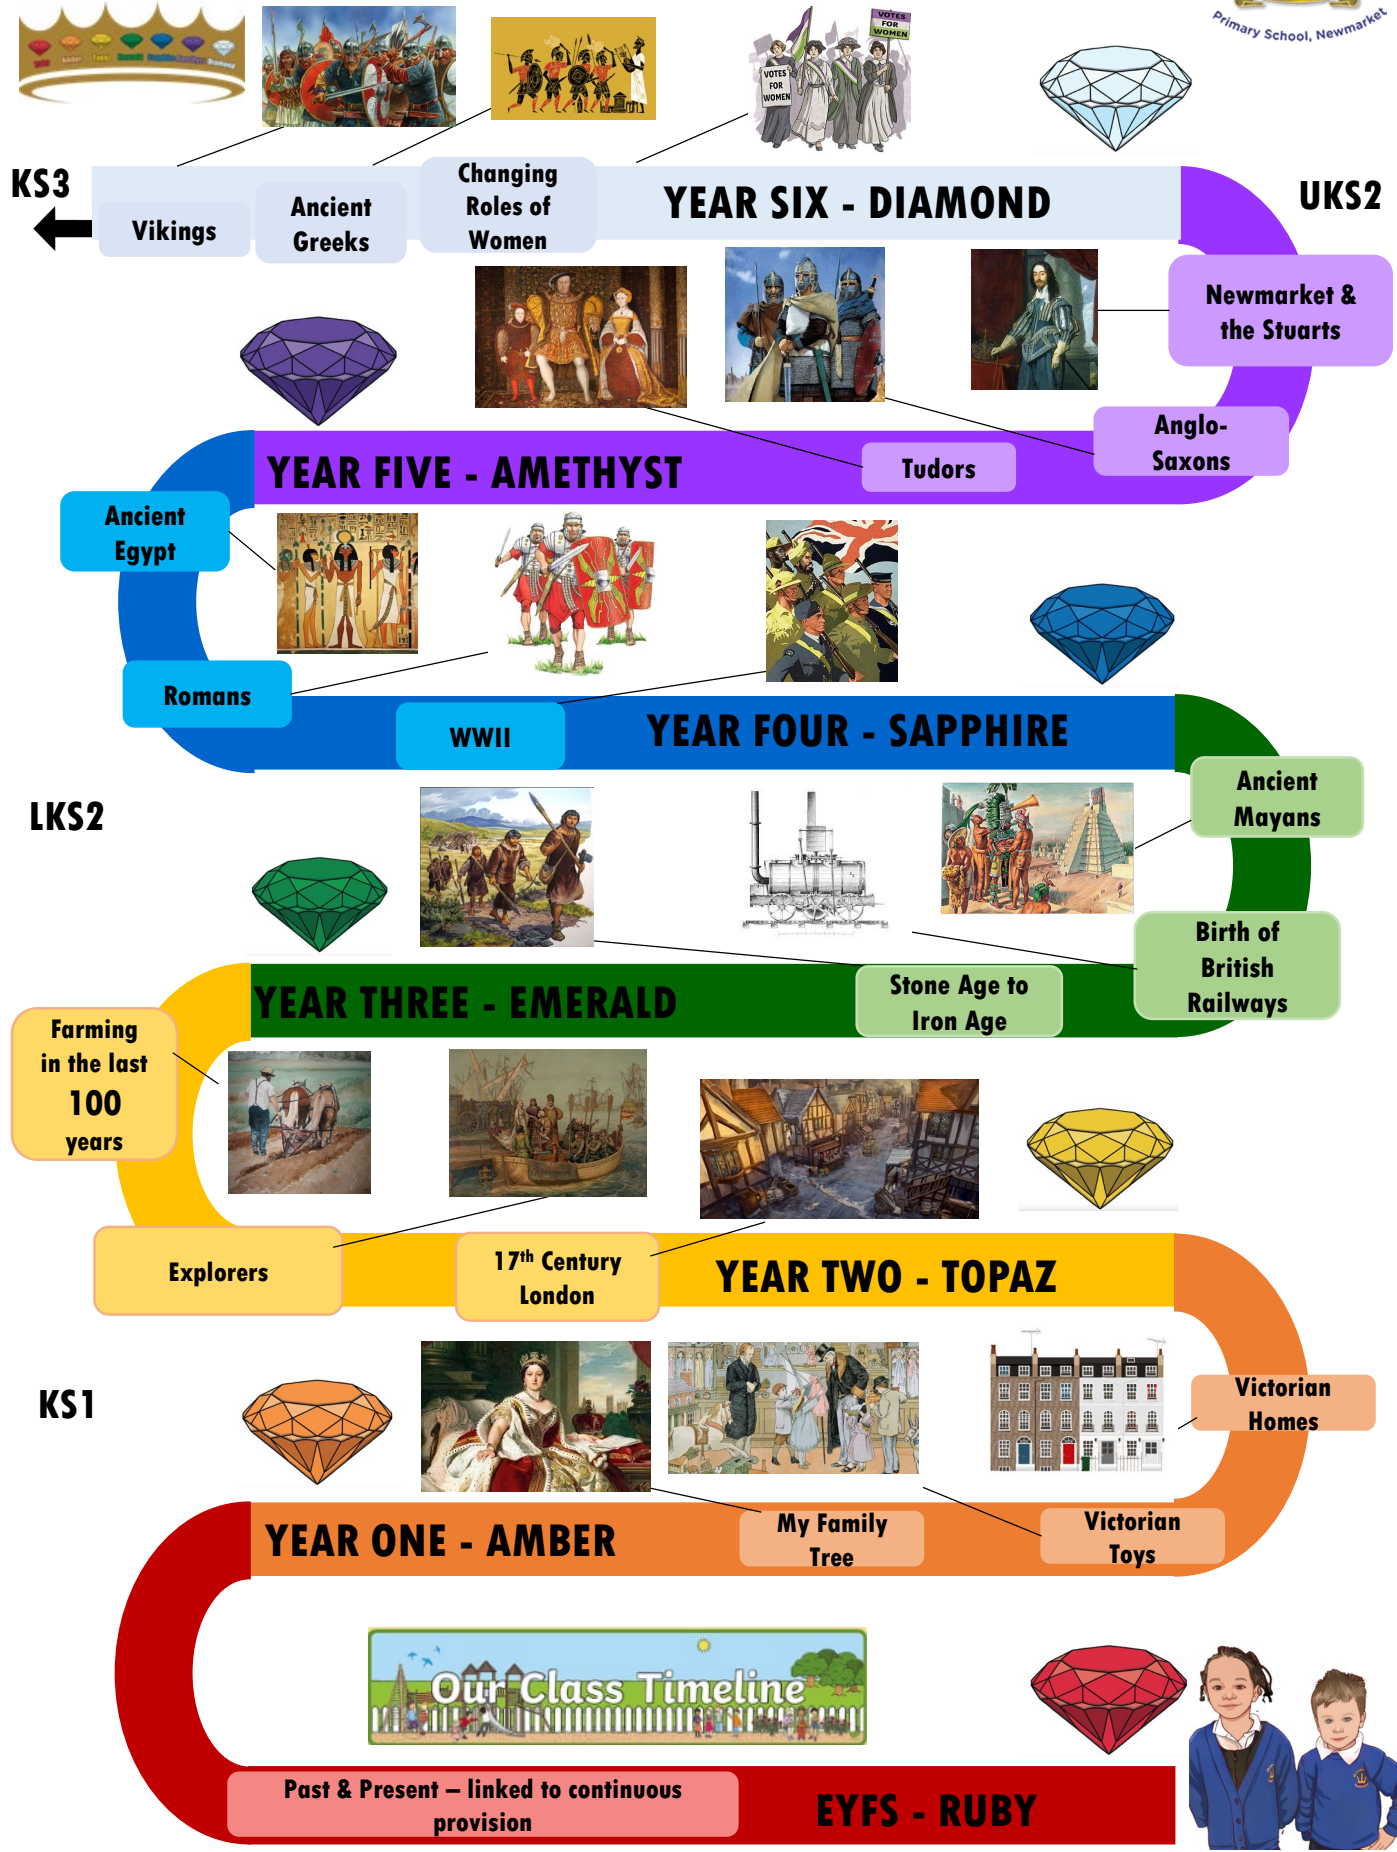 Primary School, Newmarket
VOTES
FOR
WOMEN
VOTES
FOR
WOMEN
KS3
Vikings
Ancient
Greeks
Changing
Roles of
Women
YEAR SIX - DIAMOND
UKS2
Newmarket &
the Stuarts
Anglo-
Saxons
Tudors
YEAR FIVE - AMETHYST
Ancient
Egypt
Romans
WWII
YEAR FOUR - SAPPHIRE
LKS2
Ancient
Mayans
Birth of
British
Railways
Stone Age to
Iron Age
YEAR THREE - EMERALD
Farming
in the last
100
years
Explorers
17th Century
London
YEAR TWO - TOPAZ
KS1
Victorian
Homes
Victorian
Toys
My Family
Tree
YEAR ONE - AMBER
Our Class Timeline
Past & Present – linked to continuous
provision
EYFS - RUBY